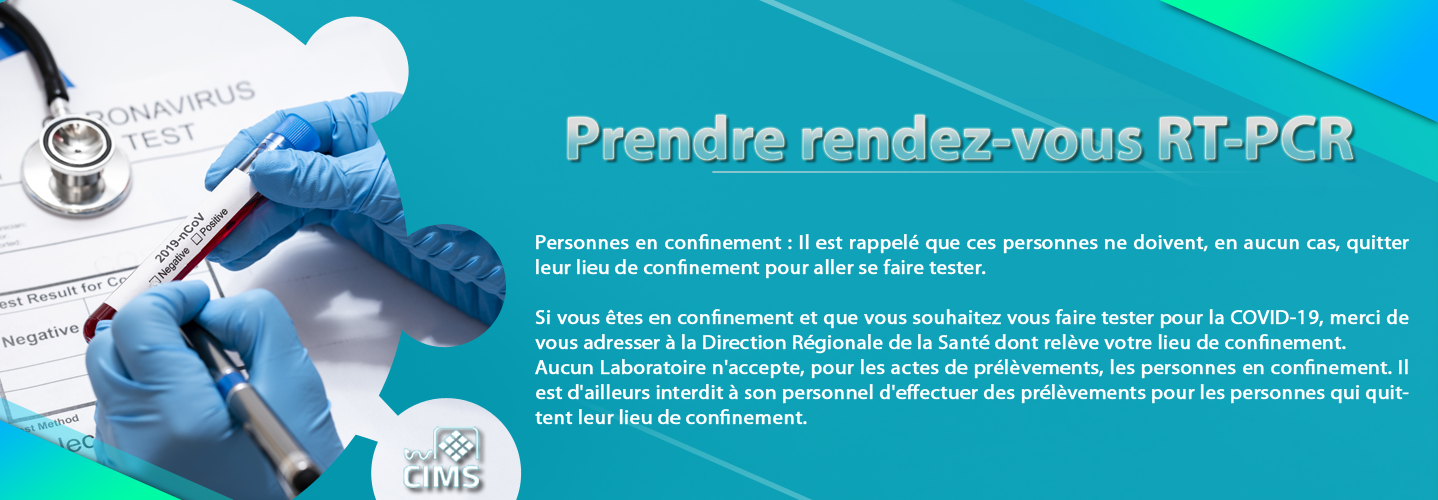 CORONAVIRUS
TEST
2019-nCoV
Negative
Positive
Test Result for Co
Negative
Test Method
CIMS
Prendre rendez-vous RT-PCR
Personnes en confinement : Il est rappelé que ces personnes ne doivent, en aucun cas, quitter
leur lieu de confinement pour aller se faire tester.
Si vous êtes en confinement et que vous souhaitez vous faire tester pour la COVID-19, merci de
vous adresser à la Direction Régionale de la Santé dont relève votre lieu de confinement.
Aucun Laboratoire n'accepte, pour les actes de prélèvements, les personnes en confinement. Il
est d'ailleurs interdit à son personnel d'effectuer des prélèvements pour les personnes qui quit-
tent leur lieu de confinement.